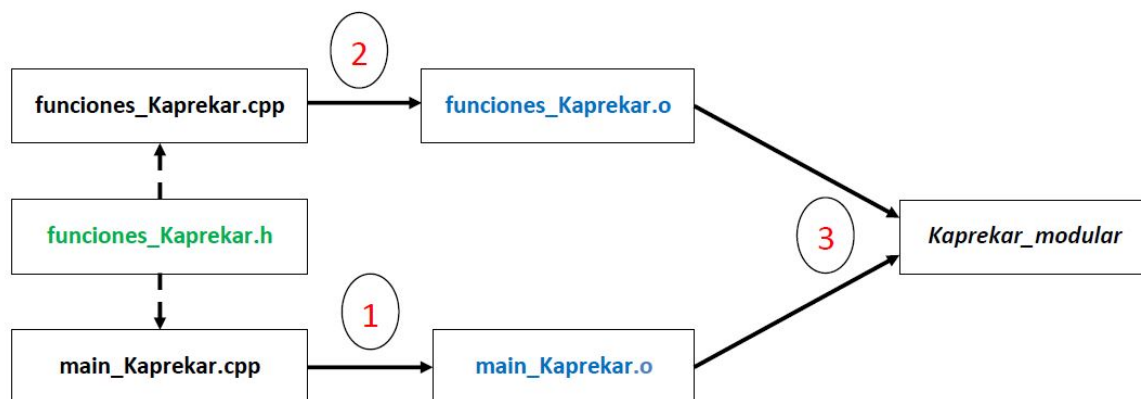 2
funciones_Kaprekar.cpp
funciones_Kaprekar.o
funciones_Kaprekar.h
3
Kaprekar_modular
1
main_Kaprekar.cpp
main_Kaprekar.o